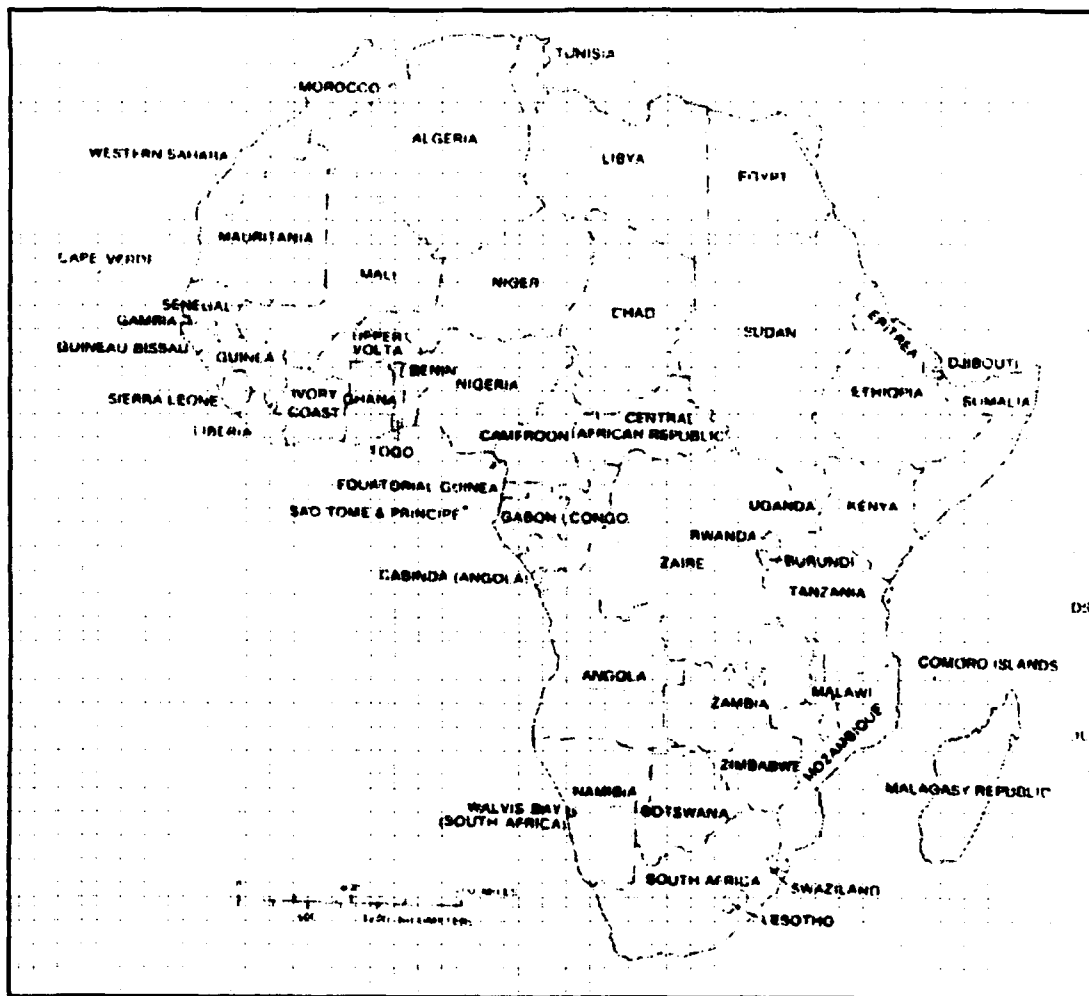 TUNISIA
MOROCCO
ALGERIA
LIBYA
EGYPT
WESTERN SAHARA
MAURITANIA
CAPE VERDE
MALI
NIGER
CHAD
SUDAN
ERITREA
SENEGAL
GAMBIA
GUINEAU BISSAU
GUINEA
UPPER
VOLTA
BENIN
NIGERIA
DJIBOUTI
ETHIOPIA
SOMALIA
SIERRA LEONE
IVORY
COAST
GHANA
LIBERIA
TOGO
CAMEROON
CENTRAL
AFRICAN REPUBLIC
EQUATORIAL GUINEA
SAO TOME & PRINCIPE
GABON
CONGO
UGANDA
KENYA
RWANDA
ZAIRE
BURUNDI
CABINDA (ANGOLA)
TANZANIA
COMORO ISLANDS
ANGOLA
ZAMBIA
MALAWI
MOZAMBIQUE
ZIMBABWE
MALAGASY REPUBLIC
NAMIBIA
WALVIS BAY
(SOUTH AFRICA)
BOTSWANA
SOUTH AFRICA
SWAZILAND
LESOTHO